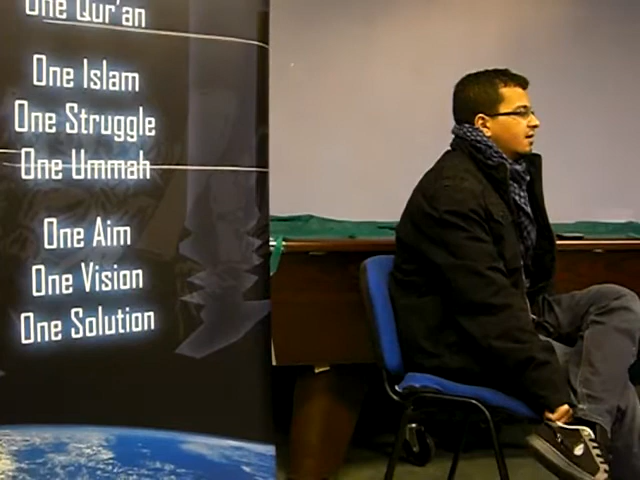 One Qur'an
One Islam
One Struggle
One Ummah
One Aim
One Vision
One Solution